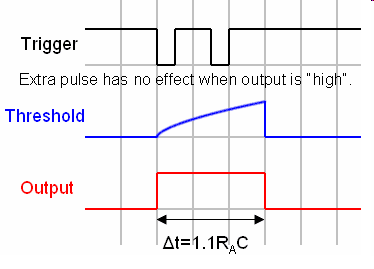 Trigger
Extra pulse has no effect when output is "high".
Threshold
Output
Δt=1.1RAC